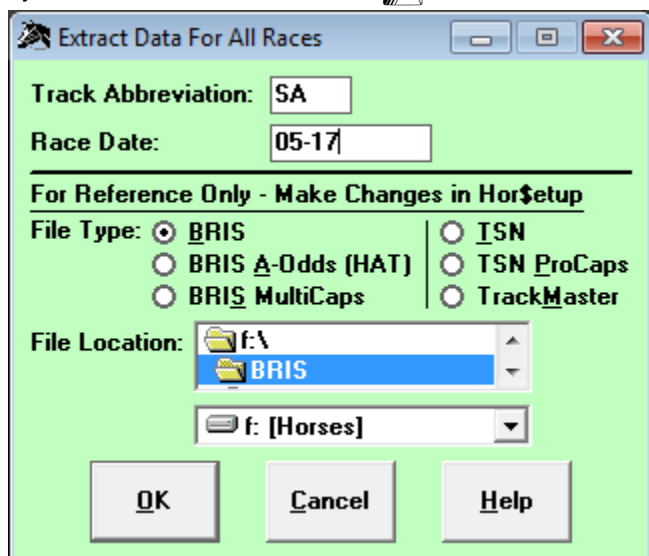 Extract Data For All Races
Track Abbreviation: SA
Race Date: 05-17
For Reference Only - Make Changes in Hor$etup
File Type: BRIS TSN
BRIS A-Odds (HAT) TSN ProCaps
BRIS MultiCaps TrackMaster
File Location: f:\
BRIS
f: [Horses]
OK Cancel Help